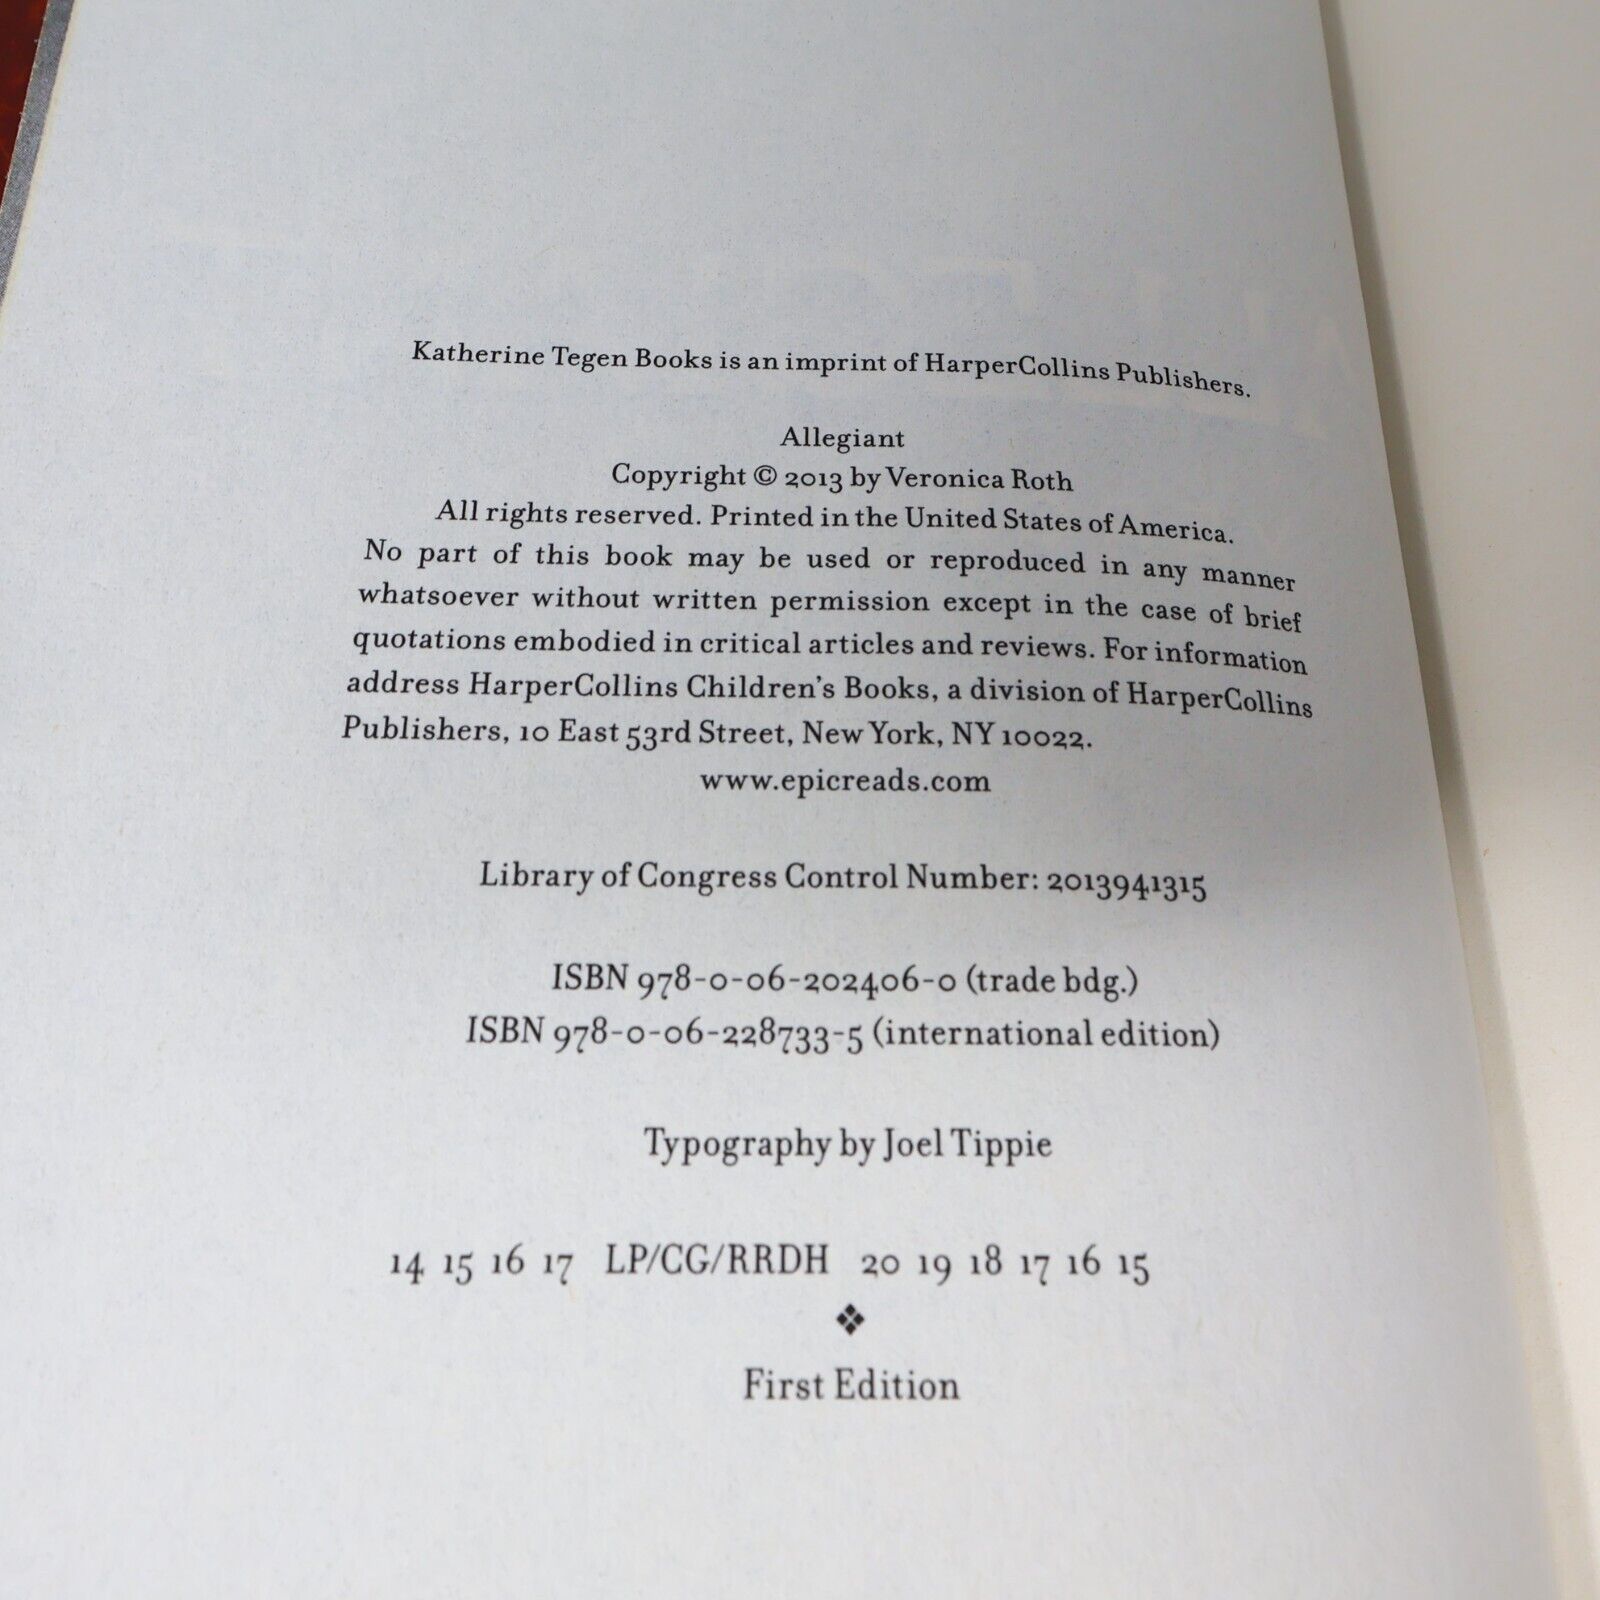 Katherine Tegen Books is an imprint of HarperCollins Publishers.
Allegiant
Copyright © 2013 by Veronica Roth
All rights reserved. Printed in the United States of America.
No part of this book may be used or reproduced in any manner
whatsoever without written permission except in the case of brief
quotations embodied in critical articles and reviews. For information
address HarperCollins Children's Books, a division of HarperCollins
Publishers, 10 East 53rd Street, New York, NY 10022.
www.epicreads.com
Library of Congress Control Number: 2013941315
ISBN 978-0-06-202406-0 (trade bdg.)
ISBN 978-0-06-228733-5 (international edition)
Typography by Joel Tippie
14 15 16 17 LP/CG/RRDH 20 19 18 17 16 15
❖
First Edition